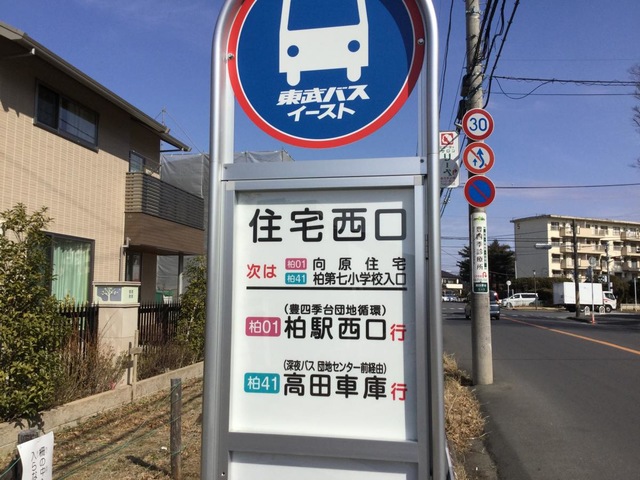 東武バス
イースト
住宅西口
次は 柏01 向原住宅
柏41 柏第七小学校入口
(豊四季台団地循環)
柏01 柏駅西口行
(深夜バス 団地センター前経由)
柏41 高田車庫行
30